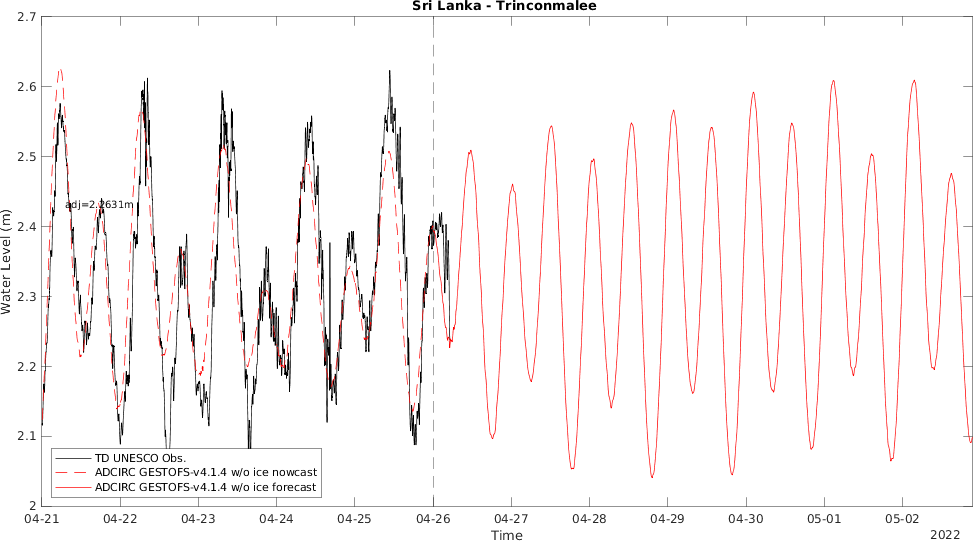 Sri Lanka - Trinconmalee
2.7
2.6
2.5
2.4
2.3
2.2
2.1
2
Water Level (m)
adj=2.2631m
TD UNESCO Obs.
ADCIRC GESTOFS-v4.1.4 w/o ice nowcast
ADCIRC GESTOFS-v4.1.4 w/o ice forecast
04-21 04-22 04-23 04-24 04-25 04-26 04-27 04-28 04-29 04-30 05-01 05-02
Time
2022